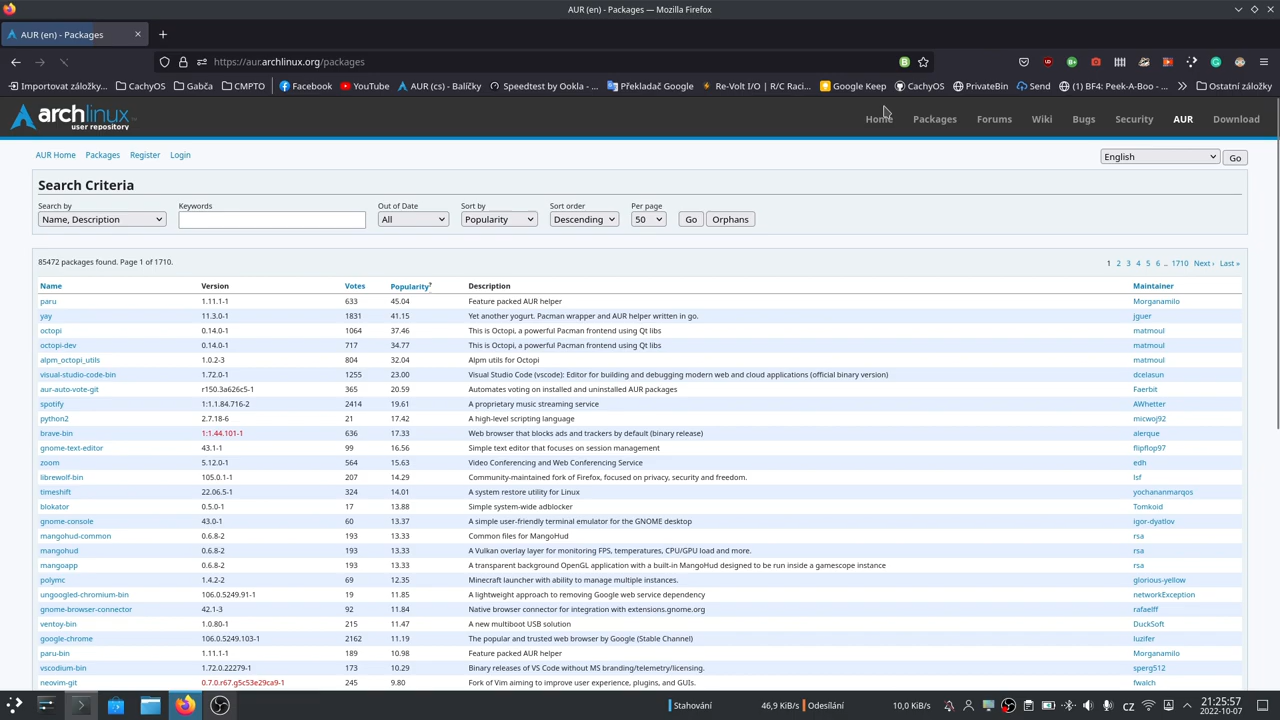 AUR (en) - Packages — Mozilla Firefox
AUR (en) - Packages
https://aur.archlinux.org/packages
Importovat záložky... CachyOS Gabča CMPTO Facebook YouTube AUR (cs) - Balíčky Speedtest by Ookla - ... Překladač Google Re-Volt I/O | R/C Raci... Google Keep CachyOS PrivateBin Send (1) BF4: Peek-A-Boo - ... Ostatní záložky
archlinux
user repository
Home Packages Forums Wiki Bugs Security AUR Download
AUR Home Packages Register Login
English Go
Search Criteria
Search by Keywords Out of Date Sort by Sort order Per page
Name, Description All Popularity Descending 50 Go Orphans
85472 packages found. Page 1 of 1710.
1 2 3 4 5 6 .. 1710 Next › Last »
Name Version Votes Popularity? Description Maintainer
paru 1.11.1-1 633 45.04 Feature packed AUR helper Morganamilo
yay 11.3.0-1 1831 41.15 Yet another yogurt. Pacman wrapper and AUR helper written in go. jguer
octopi 0.14.0-1 1064 37.46 This is Octopi, a powerful Pacman frontend using Qt libs matmoul
octopi-dev 0.14.0-1 717 34.77 This is Octopi, a powerful Pacman frontend using Qt libs matmoul
alpm_octopi_utils 1.0.2-3 804 32.04 Alpm utils for Octopi matmoul
visual-studio-code-bin 1.72.0-1 1255 23.00 Visual Studio Code (vscode): Editor for building and debugging modern web and cloud applications (official binary version) dcelasun
aur-auto-vote-git r150.3a626c5-1 365 20.59 Automates voting on installed and uninstalled AUR packages Faerbit
spotify 1:1.1.84.716-2 2414 19.61 A proprietary music streaming service AWhetter
python2 2.7.18-6 21 17.42 A high-level scripting language micwoj92
brave-bin 1:1.44.101-1 636 17.33 Web browser that blocks ads and trackers by default (binary release) alerque
gnome-text-editor 43.1-1 99 16.56 Simple text editor that focuses on session management flipflop97
zoom 5.12.0-1 564 15.63 Video Conferencing and Web Conferencing Service edh
librewolf-bin 105.0.1-1 207 14.29 Community-maintained fork of Firefox, focused on privacy, security and freedom. lsf
timeshift 22.06.5-1 324 14.01 A system restore utility for Linux yochananmarqos
blokator 0.5.0-1 17 13.88 Simple system-wide adblocker Tomkoid
gnome-console 43.0-1 60 13.37 A simple user-friendly terminal emulator for the GNOME desktop igor-dyatlov
mangohud-common 0.6.8-2 193 13.33 Common files for MangoHud rsa
mangohud 0.6.8-2 193 13.33 A Vulkan overlay layer for monitoring FPS, temperatures, CPU/GPU load and more. rsa
mangoapp 0.6.8-2 193 13.33 A transparent background OpenGL application with a built-in MangoHud designed to be run inside a gamescope instance rsa
polymc 1.4.2-2 69 12.35 Minecraft launcher with ability to manage multiple instances. glorious-yellow
ungoogled-chromium-bin 106.0.5249.91-1 19 11.85 A lightweight approach to removing Google web service dependency networkException
gnome-browser-connector 42.1-3 92 11.84 Native browser connector for integration with extensions.gnome.org rafaelff
ventoy-bin 1.0.80-1 215 11.47 A new multiboot USB solution DuckSoft
google-chrome 106.0.5249.103-1 2162 11.19 The popular and trusted web browser by Google (Stable Channel) luzifer
paru-bin 1.11.1-1 189 10.98 Feature packed AUR helper Morganamilo
vscodium-bin 1.72.0.22279-1 173 10.29 Binary releases of VS Code without MS branding/telemetry/licensing. sperg512
neovim-git 0.7.0.r67.g5c53e29ca9-1 245 9.80 Fork of Vim aiming to improve user experience, plugins, and GUIs. fwalch
Stahování 46,9 KiB/s Odesílání 10,0 KiB/s CZ 21:25:57
2022-10-07